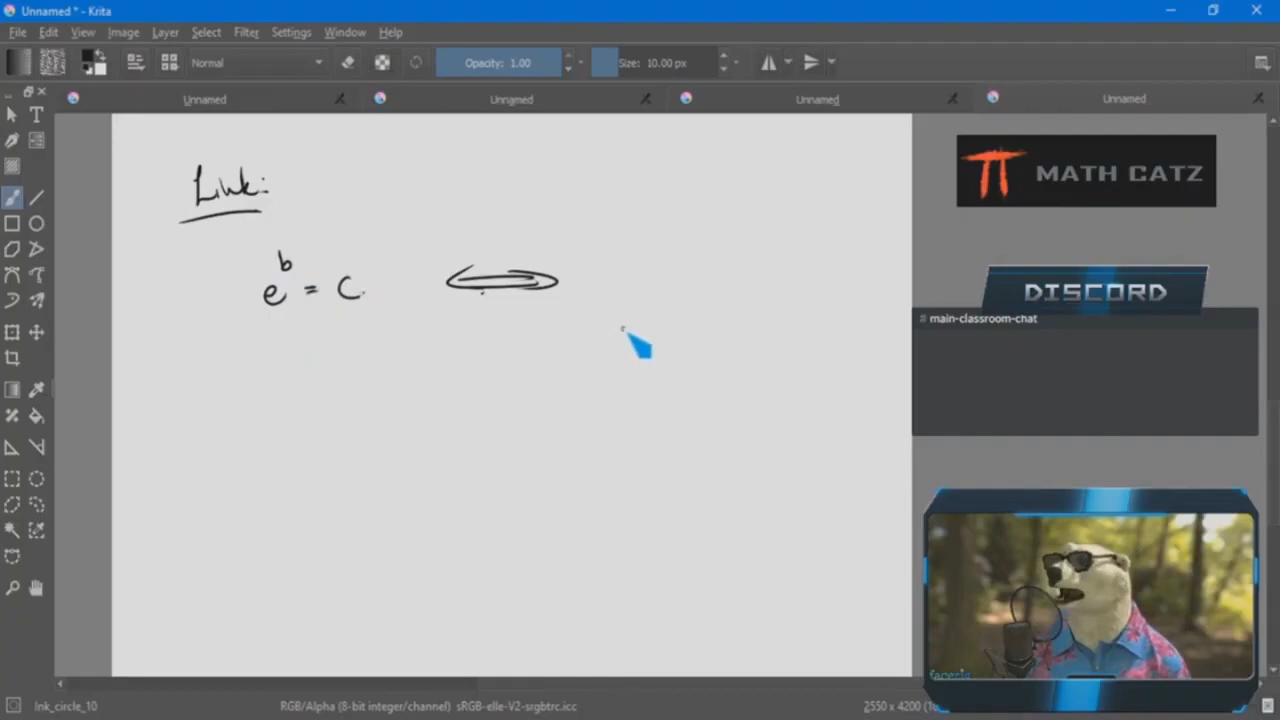 Unnamed * - Krita
File Edit View Image Layer Select Filter Settings Window Help
Normal Opacity: 1.00 Size: 10.00 px
Unnamed Unnamed Unnamed Unnamed
Link:
e^b = c
π MATH CATZ
DISCORD
# main-classroom-chat
facerig
Ink_circle_10 RGB/Alpha (8-bit integer/channel) sRGB-elle-V2-srgbtrc.icc 2550 x 4200